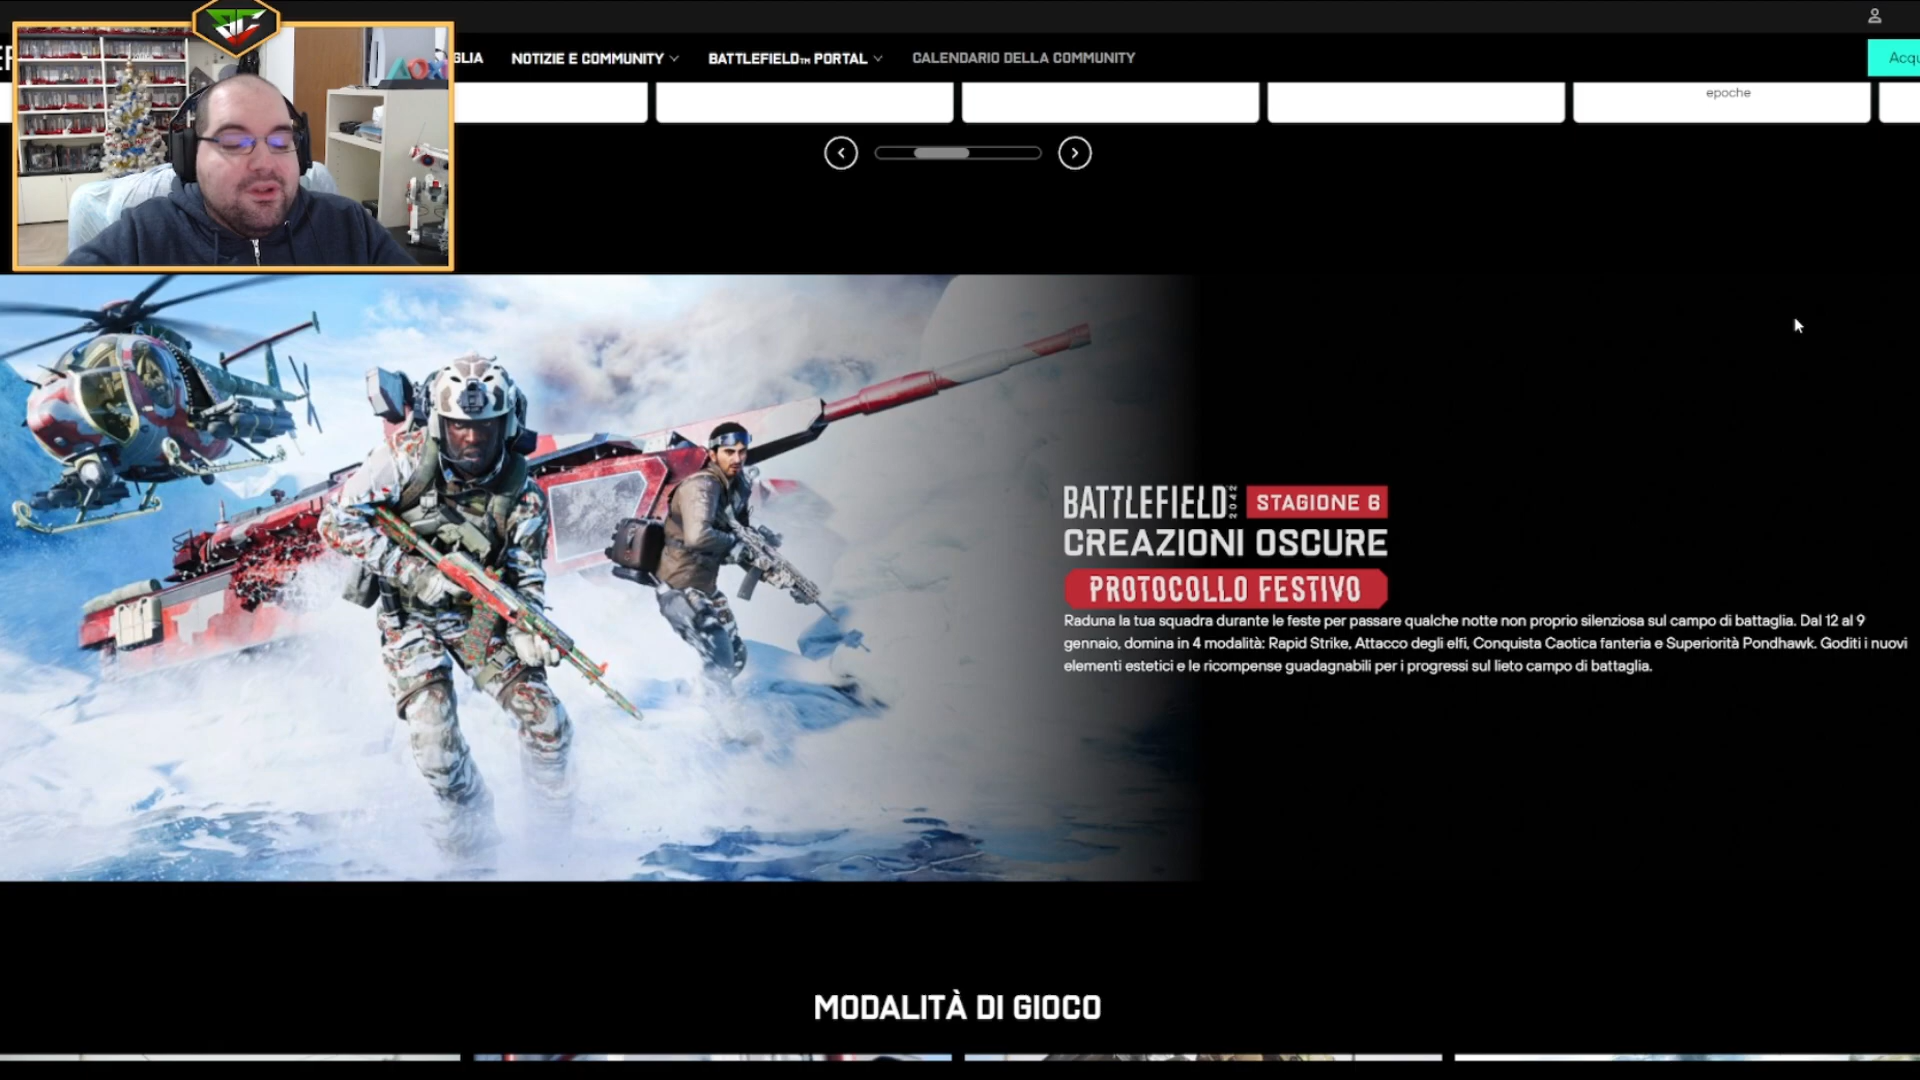 GLIA
NOTIZIE E COMMUNITY
BATTLEFIELD™ PORTAL
CALENDARIO DELLA COMMUNITY
Acqu
epoche
BATTLEFIELD 2042 STAGIONE 6
CREAZIONI OSCURE
PROTOCOLLO FESTIVO
Raduna la tua squadra durante le feste per passare qualche notte non proprio silenziosa sul campo di battaglia. Dal 12 al 9
gennaio, domina in 4 modalità: Rapid Strike, Attacco degli elfi, Conquista Caotica fanteria e Superiorità Pondhawk. Goditi i nuovi
elementi estetici e le ricompense guadagnabili per i progressi sul lieto campo di battaglia.
MODALITÀ DI GIOCO